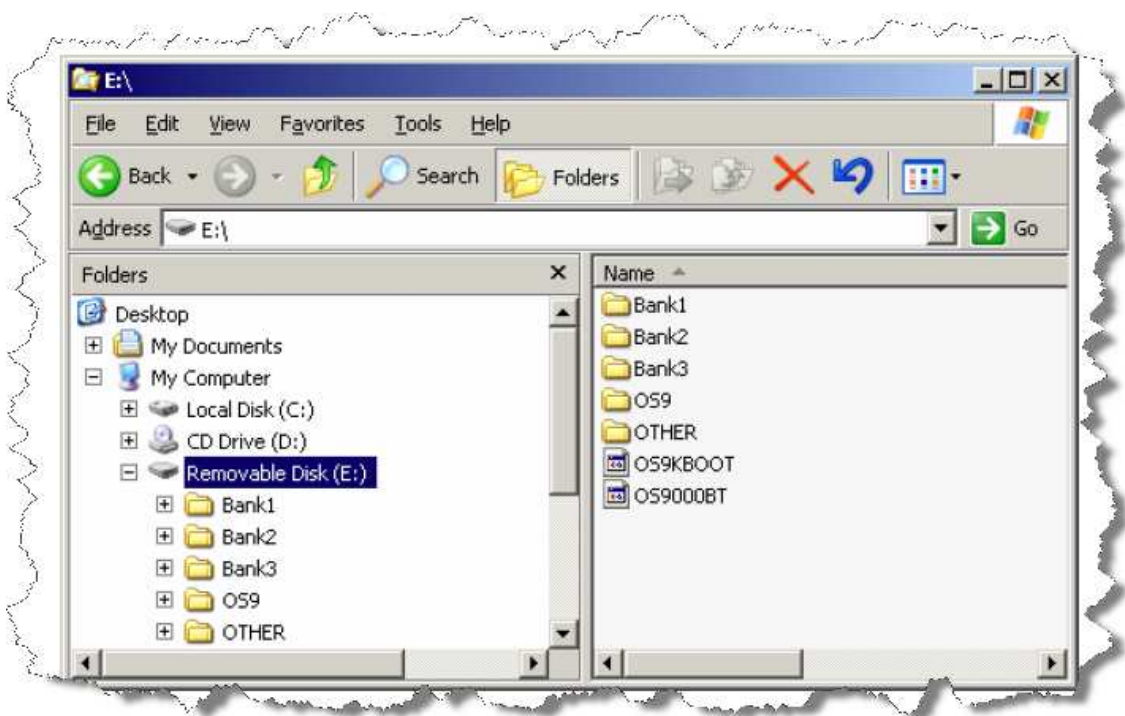 E:\
File Edit View Favorites Tools Help
Back Search Folders
Address E:\ Go
Folders
Desktop
My Documents
My Computer
Local Disk (C:)
CD Drive (D:)
Removable Disk (E:)
Bank1
Bank2
Bank3
OS9
OTHER
Name
Bank1
Bank2
Bank3
OS9
OTHER
OS9KBOOT
OS9000BT